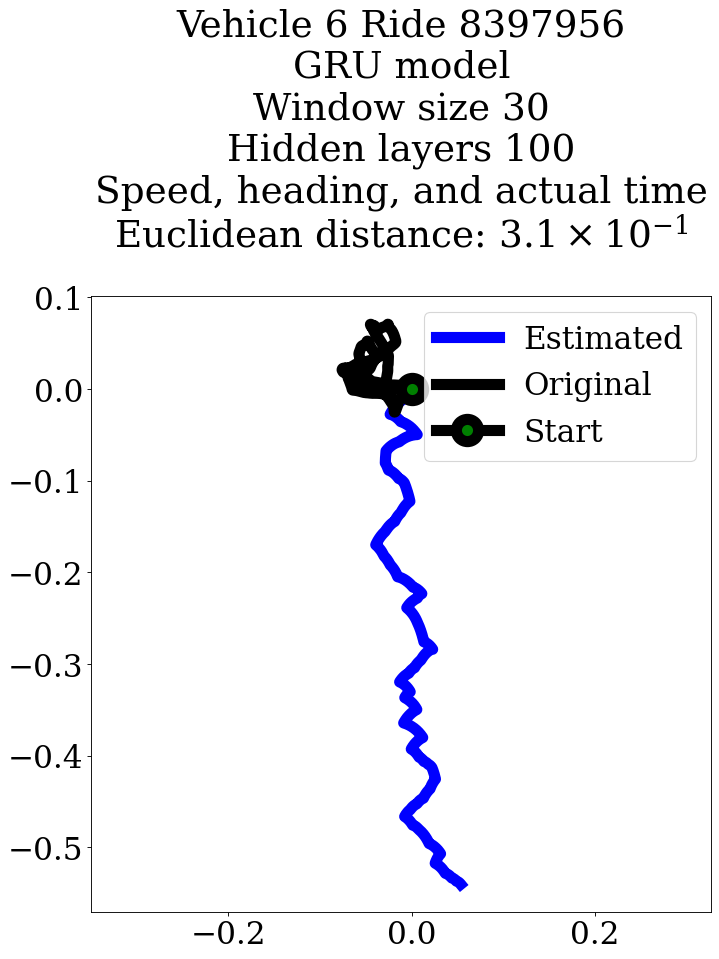 Vehicle 6 Ride 8397956
GRU model
Window size 30
Hidden layers 100
Speed, heading, and actual time
Euclidean distance: 3.1 × 10⁻¹
0.1
0.0
−0.1
−0.2
−0.3
−0.4
−0.5
Estimated
Original
Start
−0.2
0.0
0.2